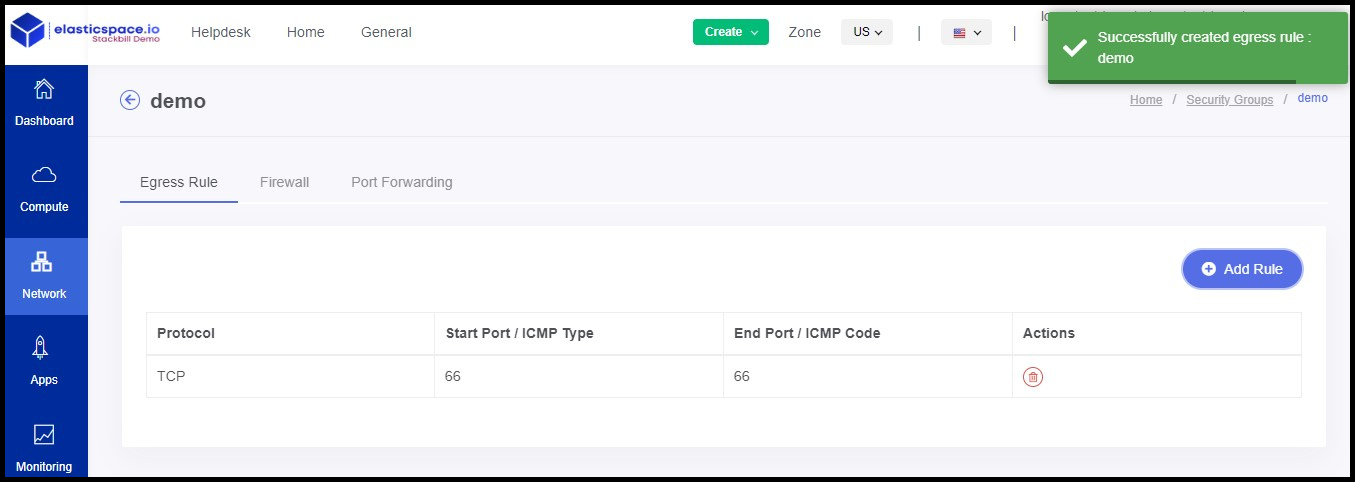 elasticspace.io
Stackbill Demo
Helpdesk Home General Create Zone US | |
Successfully created egress rule :
demo
demo
Home / Security Groups / demo
Dashboard
Compute
Network
Apps
Monitoring
Egress Rule Firewall Port Forwarding
Add Rule
Protocol Start Port / ICMP Type End Port / ICMP Code Actions
TCP 66 66